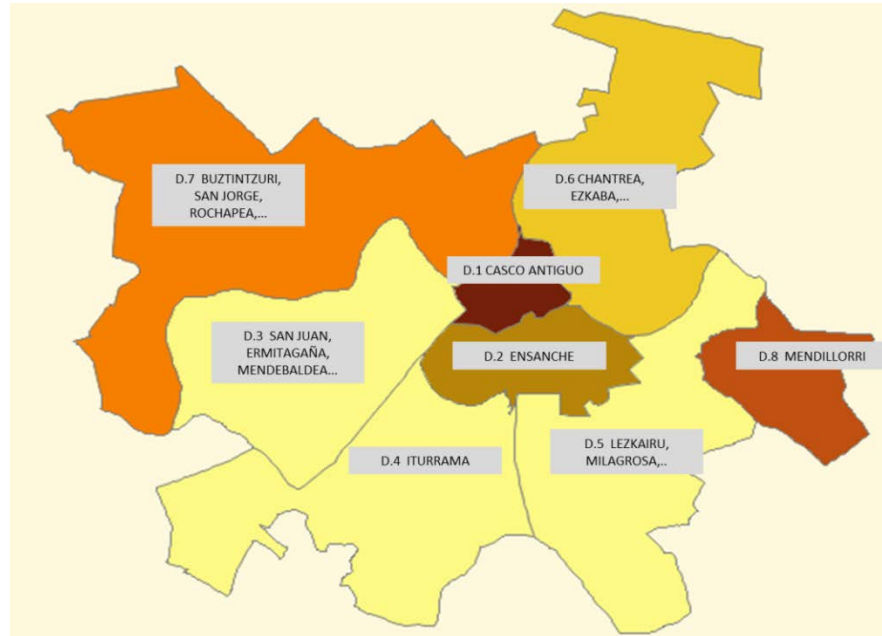 D.7 BUZTINTZURI,
SAN JORGE,
ROCHAPEA,...
D.6 CHANTREA,
EZKABA,...
D.1 CASCO ANTIGUO
D.3 SAN JUAN,
ERMITAGAÑA,
MENDEBALDEA...
D.2 ENSANCHE
D.8 MENDILLORRI
D.4 ITURRAMA
D.5 LEZKAIRU,
MILAGROSA,..